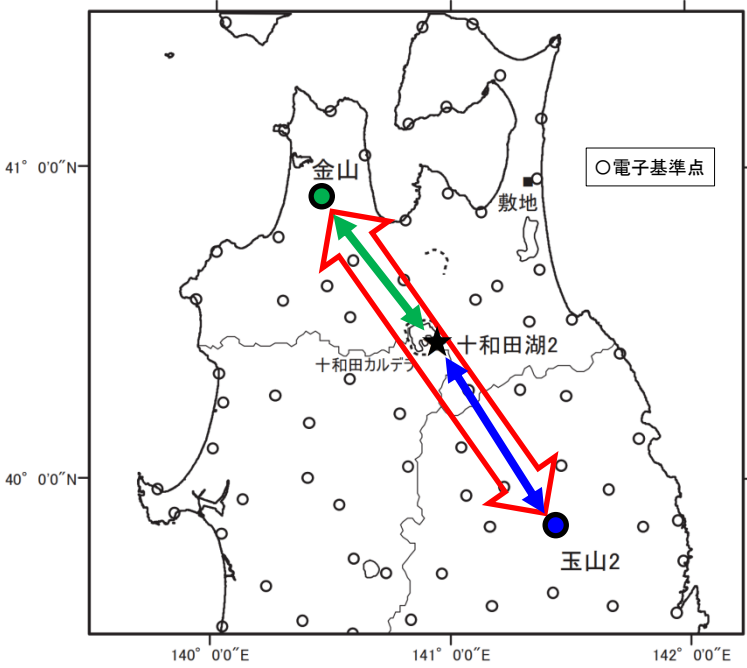 41° 0'0"N
金山
○電子基準点
敷地
十和田湖2
十和田カルデラ
40° 0'0"N
玉山2
140° 0'0"E
141° 0'0"E
142° 0'0"E